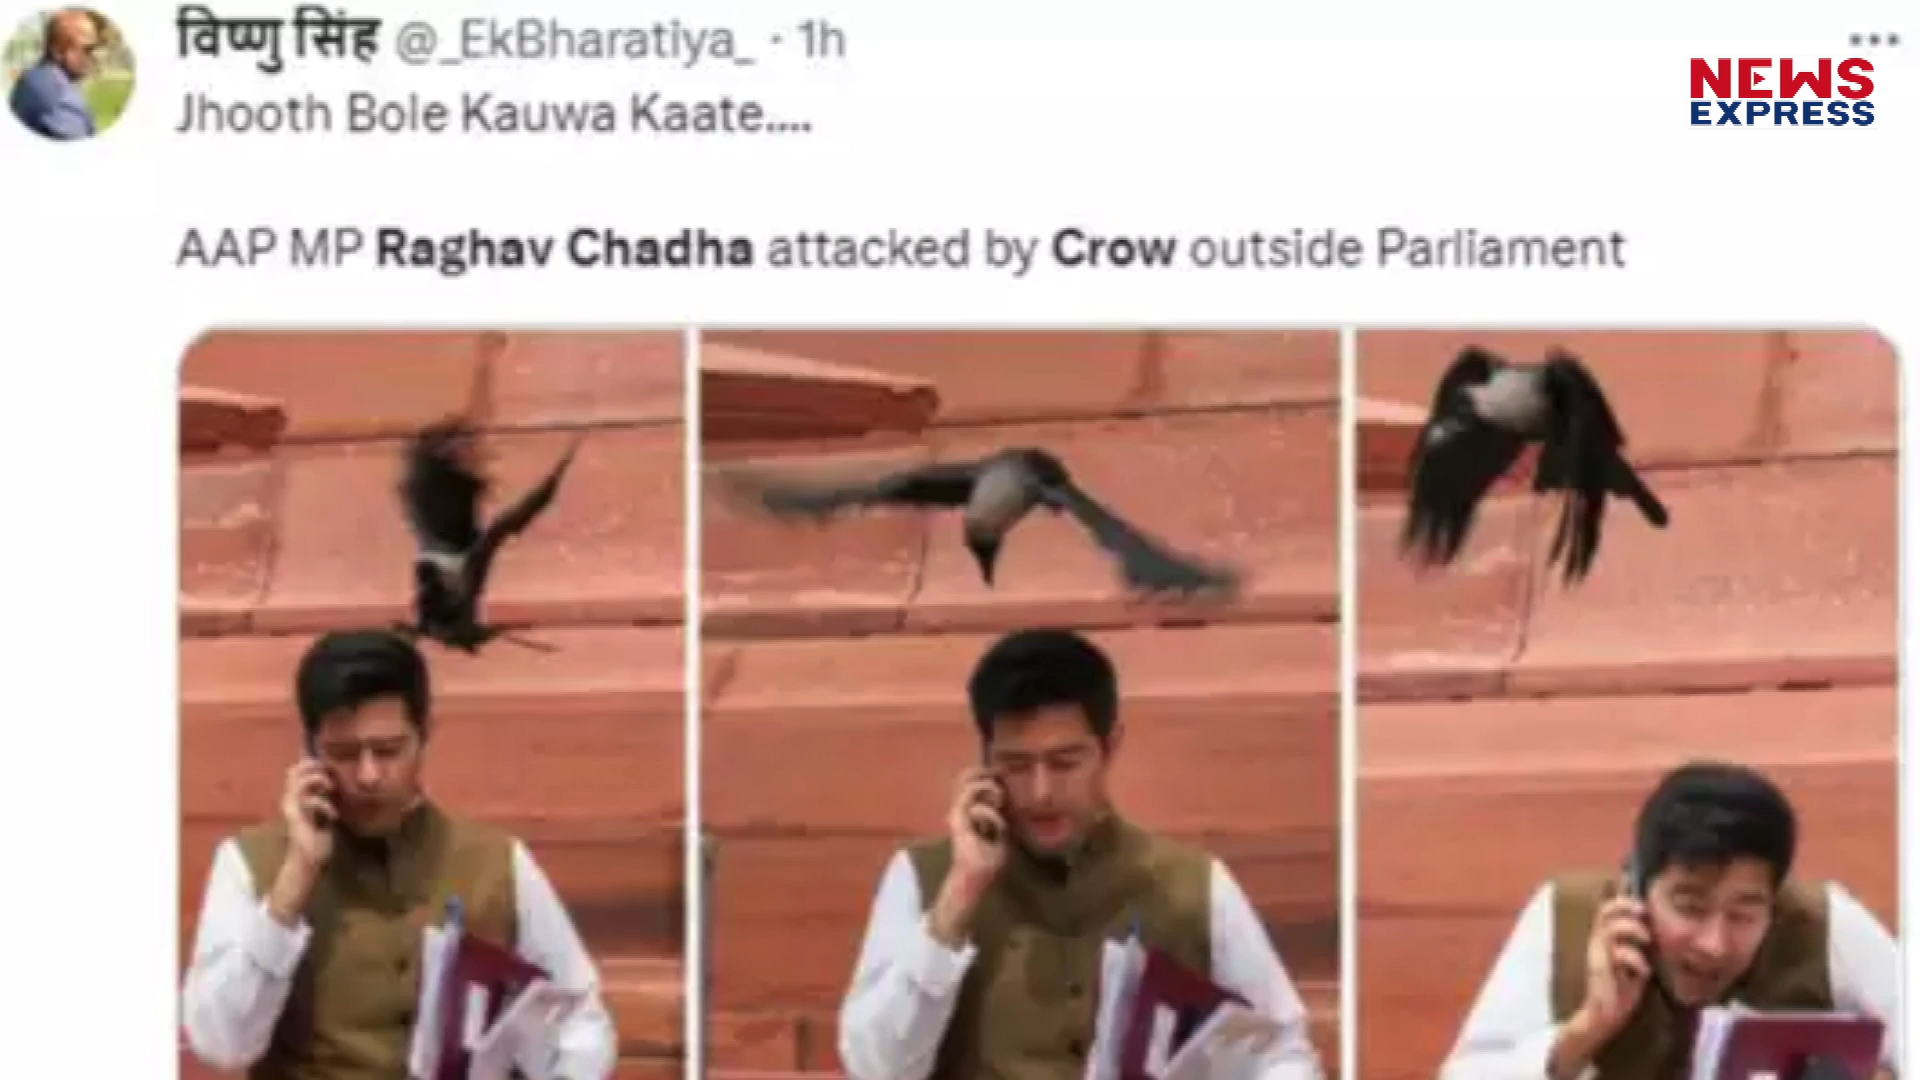 विष्णु सिंह @_EkBharatiya_ · 1h
Jhooth Bole Kauwa Kaate....
NEWS
EXPRESS
AAP MP Raghav Chadha attacked by Crow outside Parliament